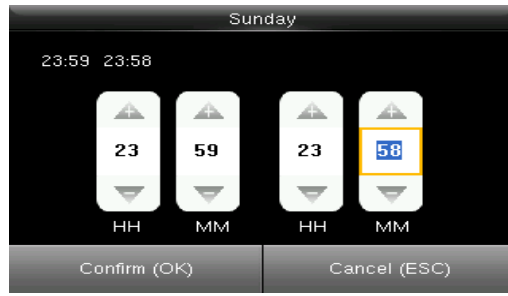 Sunday
23:59 23:58
23 59 23 58
HH MM HH MM
Confirm (OK) Cancel (ESC)